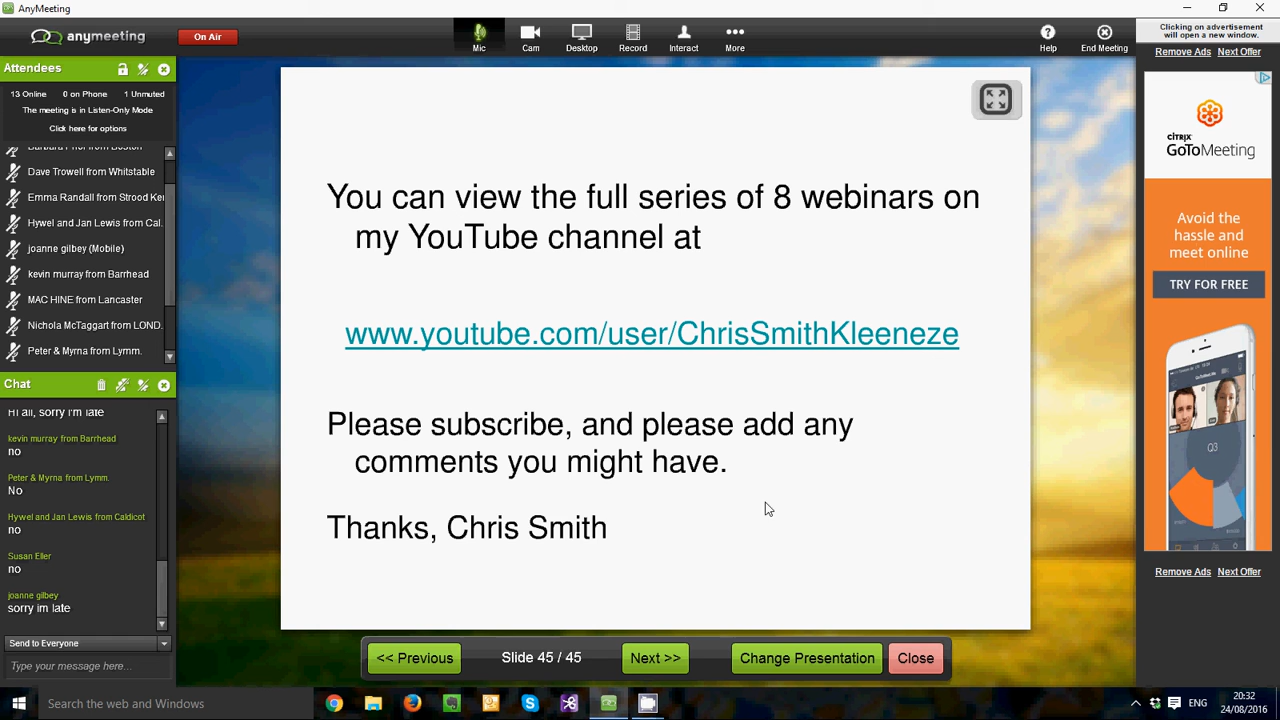 AnyMeeting
anymeeting
On Air
Mic
Cam
Desktop
Record
Interact
More
Help
End Meeting
Clicking on advertisement
will open a new window.
Remove Ads Next Offer
Attendees
13 Online 0 on Phone 1 Unmuted
The meeting is in Listen-Only Mode
Click here for options
Dave Trowell from Whitstable
Emma Randall from Strood Ker
Hywel and Jan Lewis from Cal.
joanne gilbey (Mobile)
kevin murray from Barrhead
MAC HINE from Lancaster
Nichola McTaggart from LOND.
Peter & Myrna from Lymm.
Chat
Hi all, sorry i'm late
kevin murray from Barrhead
no
Peter & Myrna from Lymm.
No
Hywel and Jan Lewis from Caldicot
no
Susan Eller
no
joanne gilbey
sorry im late
Send to Everyone
Type your message here...
You can view the full series of 8 webinars on
my YouTube channel at
www.youtube.com/user/ChrisSmithKleeneze
Please subscribe, and please add any
comments you might have.
Thanks, Chris Smith
<< Previous
Slide 45 / 45
Next >>
Change Presentation
Close
CITRIX
GoToMeeting
Avoid the
hassle and
meet online
TRY FOR FREE
Q3
Remove Ads Next Offer
Search the web and Windows
ENG
20:32
24/08/2016